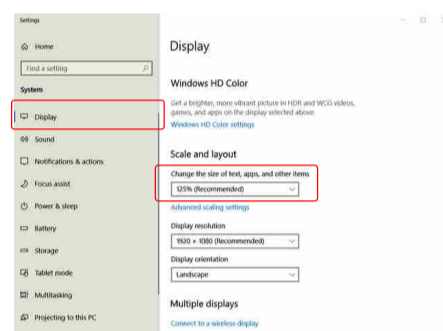 Settings
Home
Find a setting
System
Display
Sound
Notifications & actions
Focus assist
Power & sleep
Battery
Storage
Tablet mode
Multitasking
Projecting to this PC
Display
Windows HD Color
Get a brighter, more vibrant picture in HDR and WCG videos,
games, and apps on the display selected above.
Windows HD Color settings
Scale and layout
Change the size of text, apps, and other items
125% (Recommended)
Advanced scaling settings
Display resolution
1920 × 1080 (Recommended)
Display orientation
Landscape
Multiple displays
Connect to a wireless display